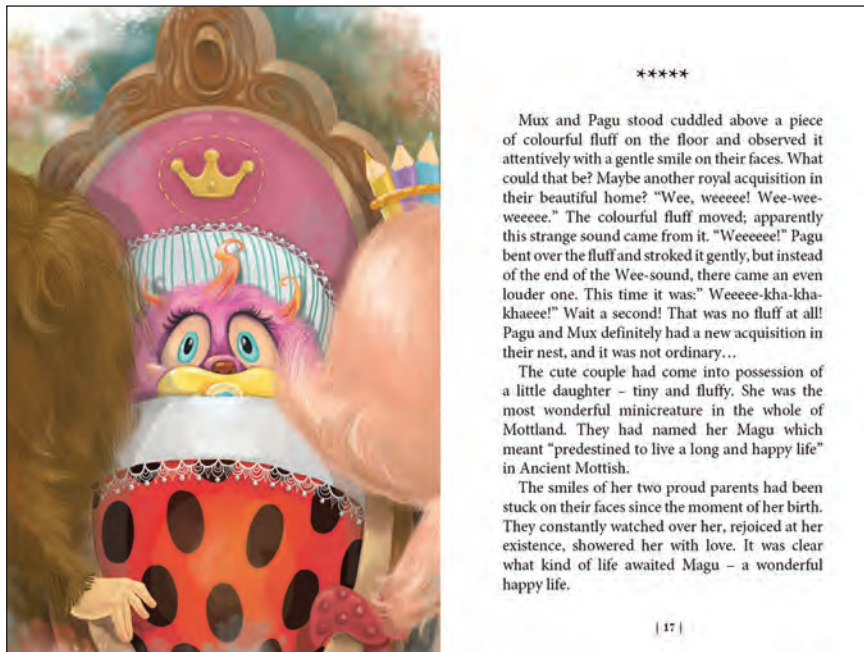 *****
Mux and Pagu stood cuddled above a piece
of colourful fluff on the floor and observed it
attentively with a gentle smile on their faces. What
could that be? Maybe another royal acquisition in
their beautiful home? “Wee, weeeee! Wee-wee-
weeeee.” The colourful fluff moved; apparently
this strange sound came from it. “Weeeeee!” Pagu
bent over the fluff and stroked it gently, but instead
of the end of the Wee-sound, there came an even
louder one. This time it was:” Weeeee-kha-kha-
khaeee!” Wait a second! That was no fluff at all!
Pagu and Mux definitely had a new acquisition in
their nest, and it was not ordinary…
The cute couple had come into possession of
a little daughter – tiny and fluffy. She was the
most wonderful minicreature in the whole of
Mottland. They had named her Magu which
meant “predestined to live a long and happy life”
in Ancient Mottish.
The smiles of her two proud parents had been
stuck on their faces since the moment of her birth.
They constantly watched over her, rejoiced at her
existence, showered her with love. It was clear
what kind of life awaited Magu – a wonderful
happy life.
| 17 |